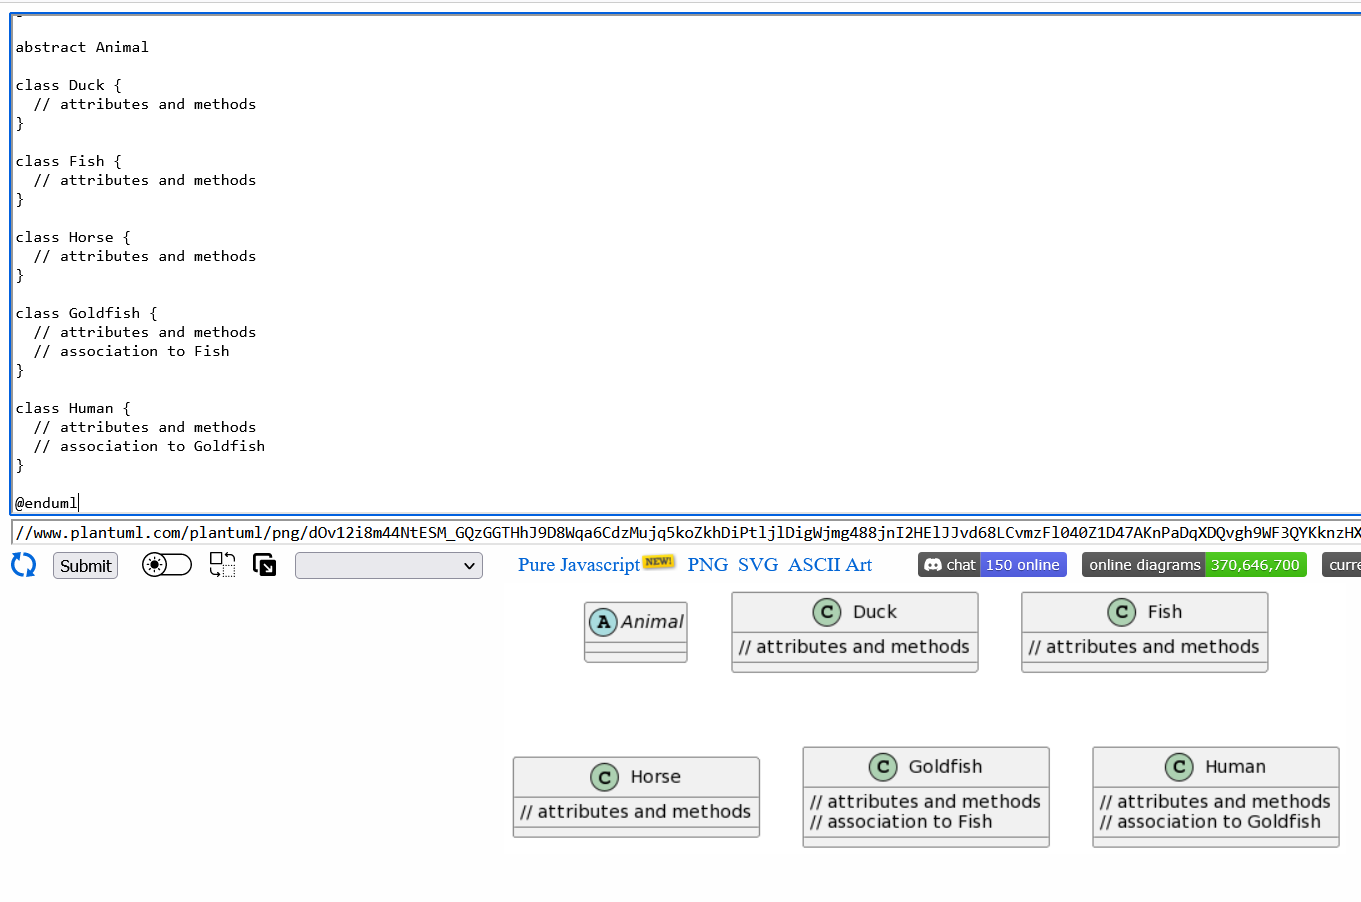 abstract Animal
class Duck {
// attributes and methods
}
class Fish {
// attributes and methods
}
class Horse {
// attributes and methods
}
class Goldfish {
// attributes and methods
// association to Fish
}
class Human {
// attributes and methods
// association to Goldfish
}
@enduml
//www.plantuml.com/plantuml/png/dOv12i8m44NtESM_GQzGGTHhJ9D8Wqa6CdzMujq5koZkhDiPtljlDigWjmg488jnI2HElJJvd68LCvmzFl040Z1D47AKnPaDqXDQvgh9WF3QYKknzHX
Submit Pure Javascript NEW! PNG SVG ASCII Art chat 150 online online diagrams 370,646,700 curre
A Animal
C Duck
// attributes and methods
C Fish
// attributes and methods
C Horse
// attributes and methods
C Goldfish
// attributes and methods
// association to Fish
C Human
// attributes and methods
// association to Goldfish